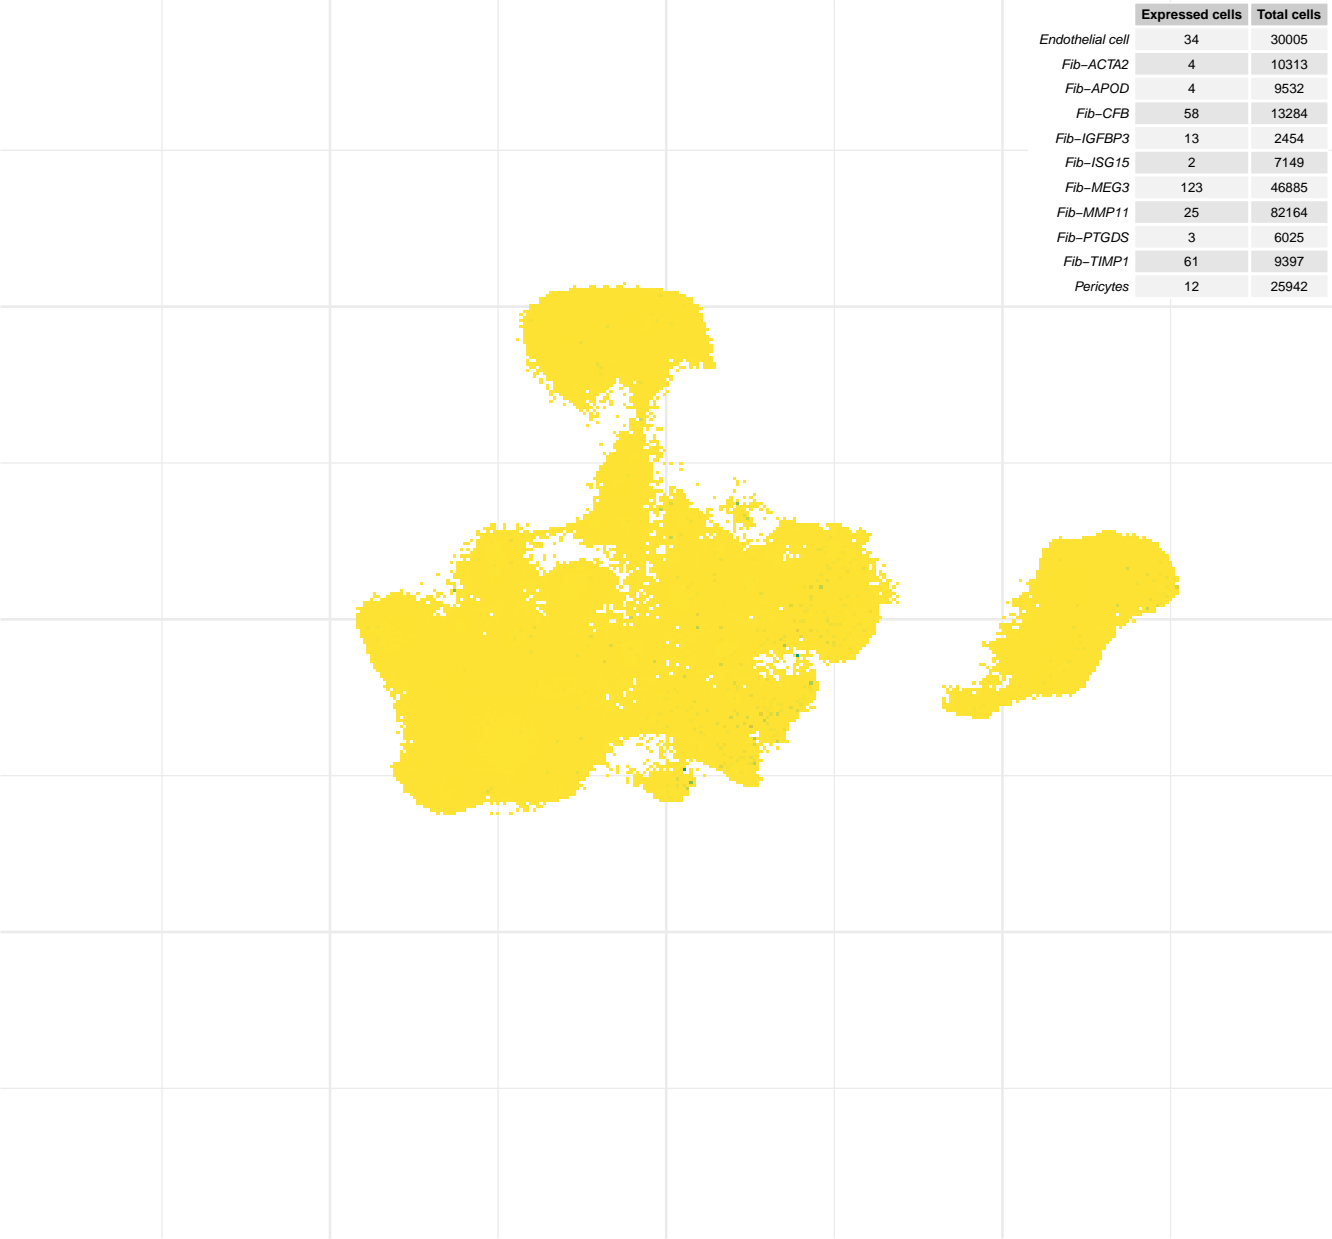 Expressed cells Total cells
Endothelial cell 34 30005
Fib−ACTA2 4 10313
Fib−APOD 4 9532
Fib−CFB 58 13284
Fib−IGFBP3 13 2454
Fib−ISG15 2 7149
Fib−MEG3 123 46885
Fib−MMP11 25 82164
Fib−PTGDS 3 6025
Fib−TIMP1 61 9397
Pericytes 12 25942